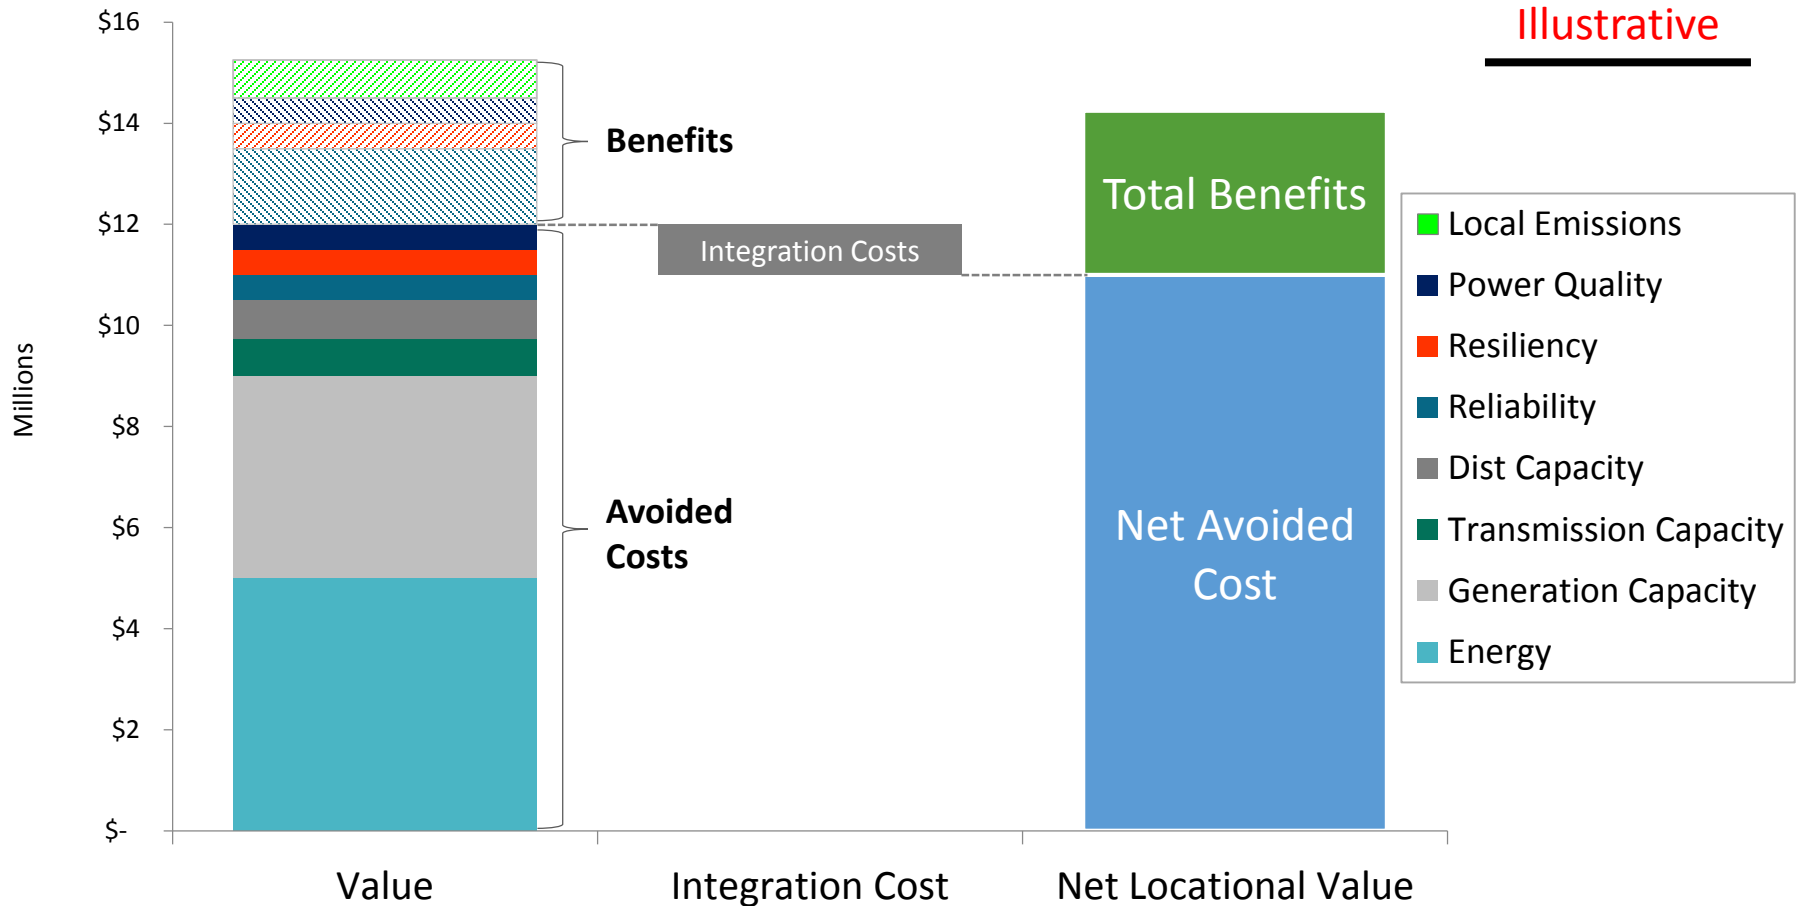 Illustrative
$16
$14
$12
$10
$8
$6
$4
$2
$-
Millions
Benefits
Avoided
Costs
Integration Costs
Total Benefits
Net Avoided
Cost
Local Emissions
Power Quality
Resiliency
Reliability
Dist Capacity
Transmission Capacity
Generation Capacity
Energy
Value
Integration Cost
Net Locational Value